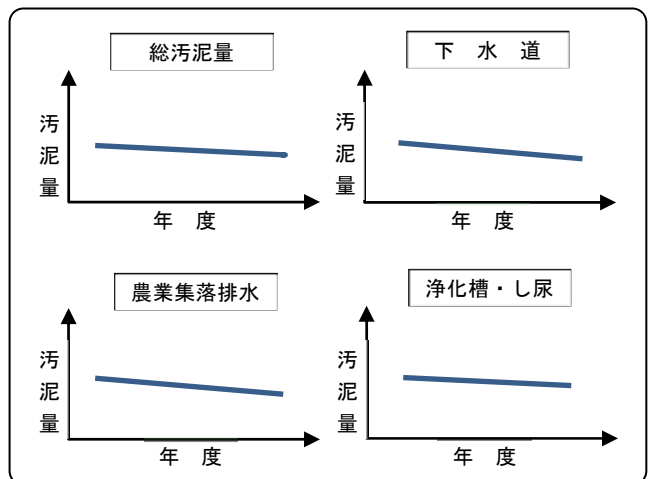 総汚泥量
汚泥量
年度
下水道
汚泥量
年度
農業集落排水
汚泥量
年度
浄化槽・し尿
汚泥量
年度